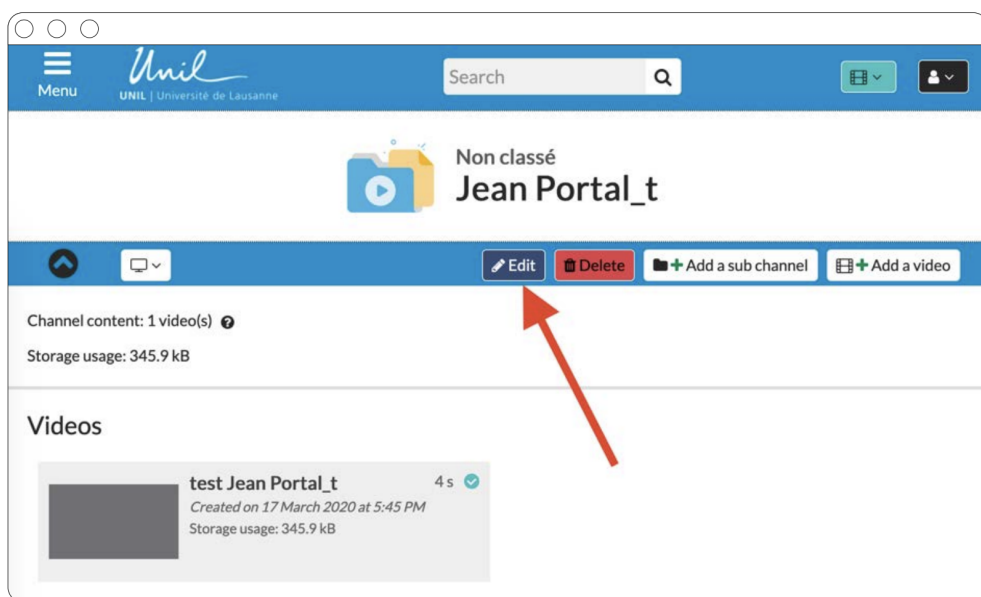 Menu
Unil
UNIL | Université de Lausanne
Search
Non classé
Jean Portal_t
Edit
Delete
+ Add a sub channel
+ Add a video
Channel content: 1 video(s) ?
Storage usage: 345.9 kB
Videos
test Jean Portal_t 4 s
Created on 17 March 2020 at 5:45 PM
Storage usage: 345.9 kB